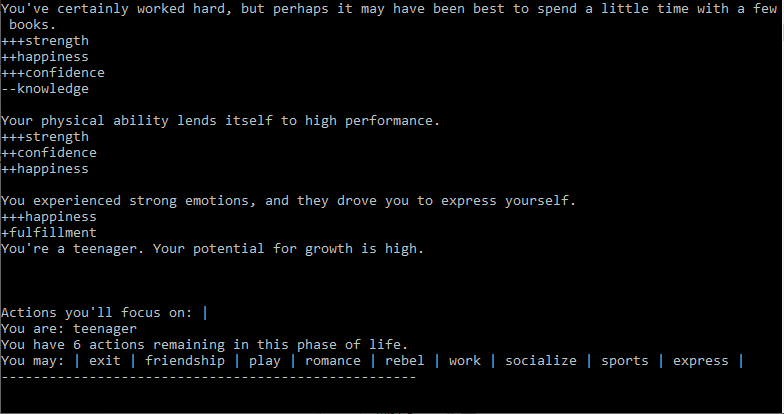 You've certainly worked hard, but perhaps it may have been best to spend a little time with a few
books.
+++strength
++happiness
+++confidence
--knowledge
Your physical ability lends itself to high performance.
+++strength
++confidence
++happiness
You experienced strong emotions, and they drove you to express yourself.
+++happiness
+fulfillment
You're a teenager. Your potential for growth is high.
Actions you'll focus on: |
You are: teenager
You have 6 actions remaining in this phase of life.
You may: | exit | friendship | play | romance | rebel | work | socialize | sports | express |
----------------------------------------------------